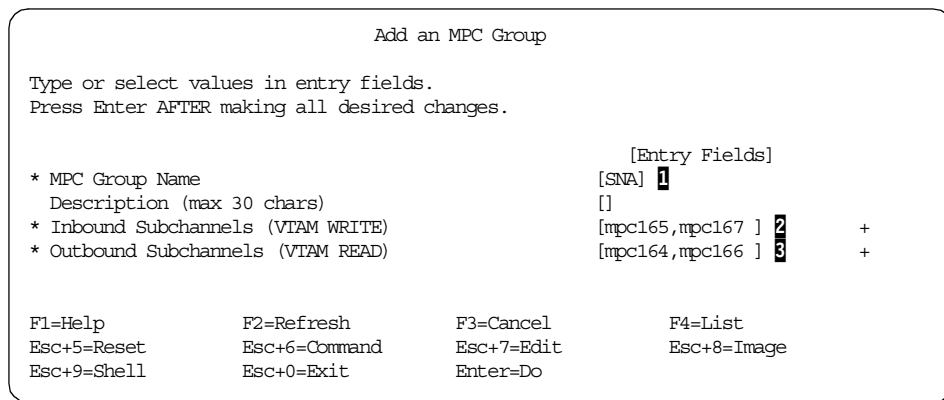 Add an MPC Group
Type or select values in entry fields.
Press Enter AFTER making all desired changes.
[Entry Fields]
* MPC Group Name [SNA] 1
Description (max 30 chars) []
* Inbound Subchannels (VTAM WRITE) [mpc165,mpc167 ] 2 +
* Outbound Subchannels (VTAM READ) [mpc164,mpc166 ] 3 +
F1=Help F2=Refresh F3=Cancel F4=List
Esc+5=Reset Esc+6=Command Esc+7=Edit Esc+8=Image
Esc+9=Shell Esc+0=Exit Enter=Do